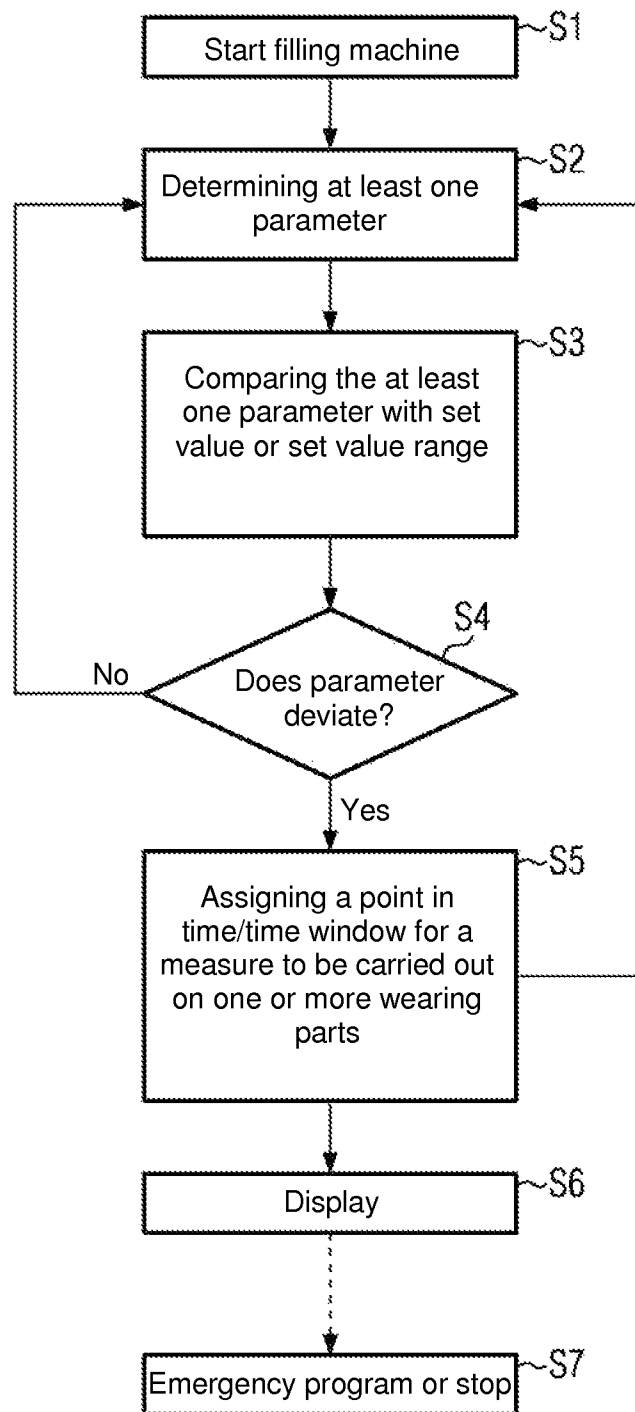 S1
Start filling machine
S2
Determining at least one
parameter
S3
Comparing the at least
one parameter with set
value or set value range
S4
No
Does parameter
deviate?
Yes
S5
Assigning a point in
time/time window for a
measure to be carried out
on one or more wearing
parts
S6
Display
S7
Emergency program or stop